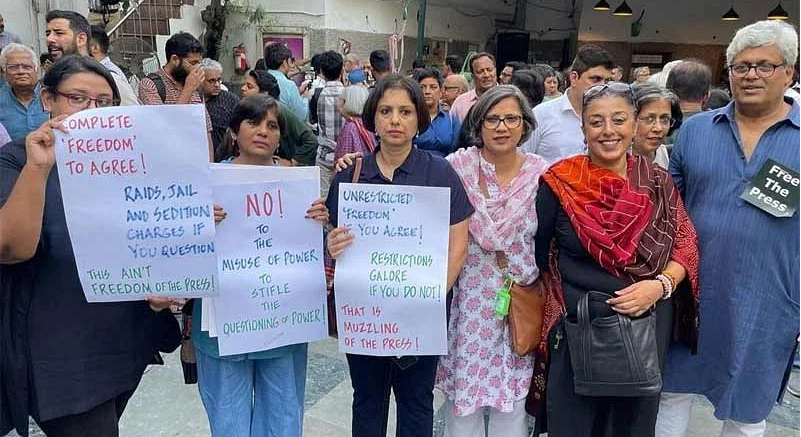 COMPLETE
'FREEDOM'
TO AGREE!
RAIDS, JAIL
AND SEDITION
CHARGES IF
YOU QUESTION
THIS AIN'T
FREEDOM OF THE PRESS!
NO!
TO THE
MISUSE OF POWER
TO
STIFLE
THE
QUESTIONING OF POWER!
UNRESTRICTED
'FREEDOM'
IF YOU AGREE!
RESTRICTIONS
GALORE
IF YOU DO NOT!
THAT IS
MUZZLING
OF THE PRESS!
Free
The
Press